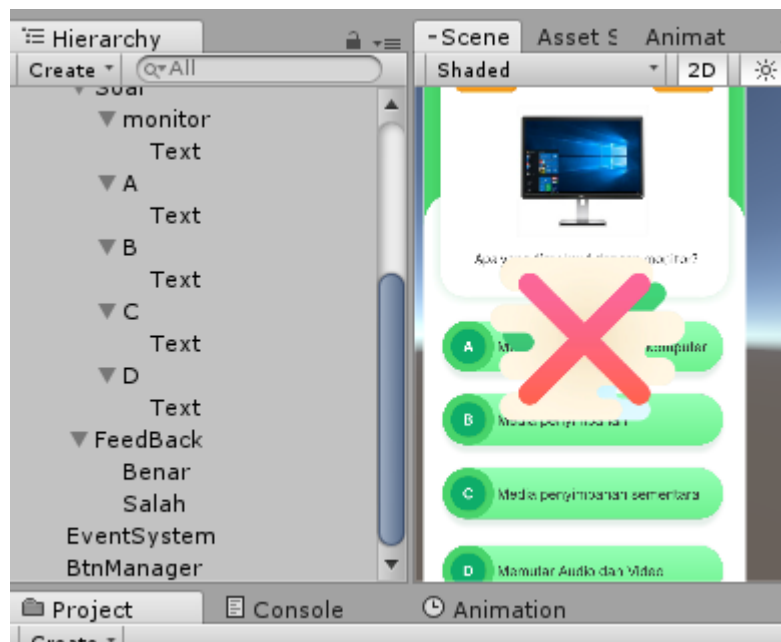 Hierarchy
Create
All
Soal
monitor
Text
A
Text
B
Text
C
Text
D
Text
FeedBack
Benar
Salah
EventSystem
BtnManager
Scene Asset S Animat
Shaded 2D
monitor?
A komputer
B Media penyimpanan
C Media penyimpanan sementara
D Memutar Audio dan Video
Project Console Animation
Create